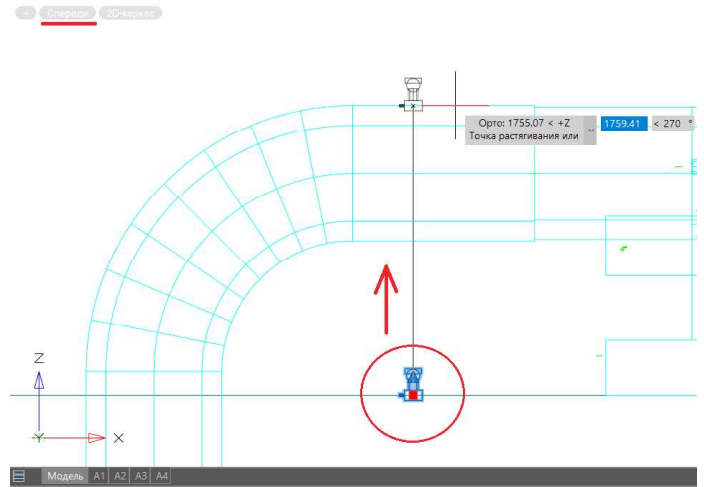 + Спереди 2D-каркас
Орто: 1755.07 < +Z
Точка растягивания или
1759.41 < 270 °
Z
Y X
Модель A1 A2 A3 A4